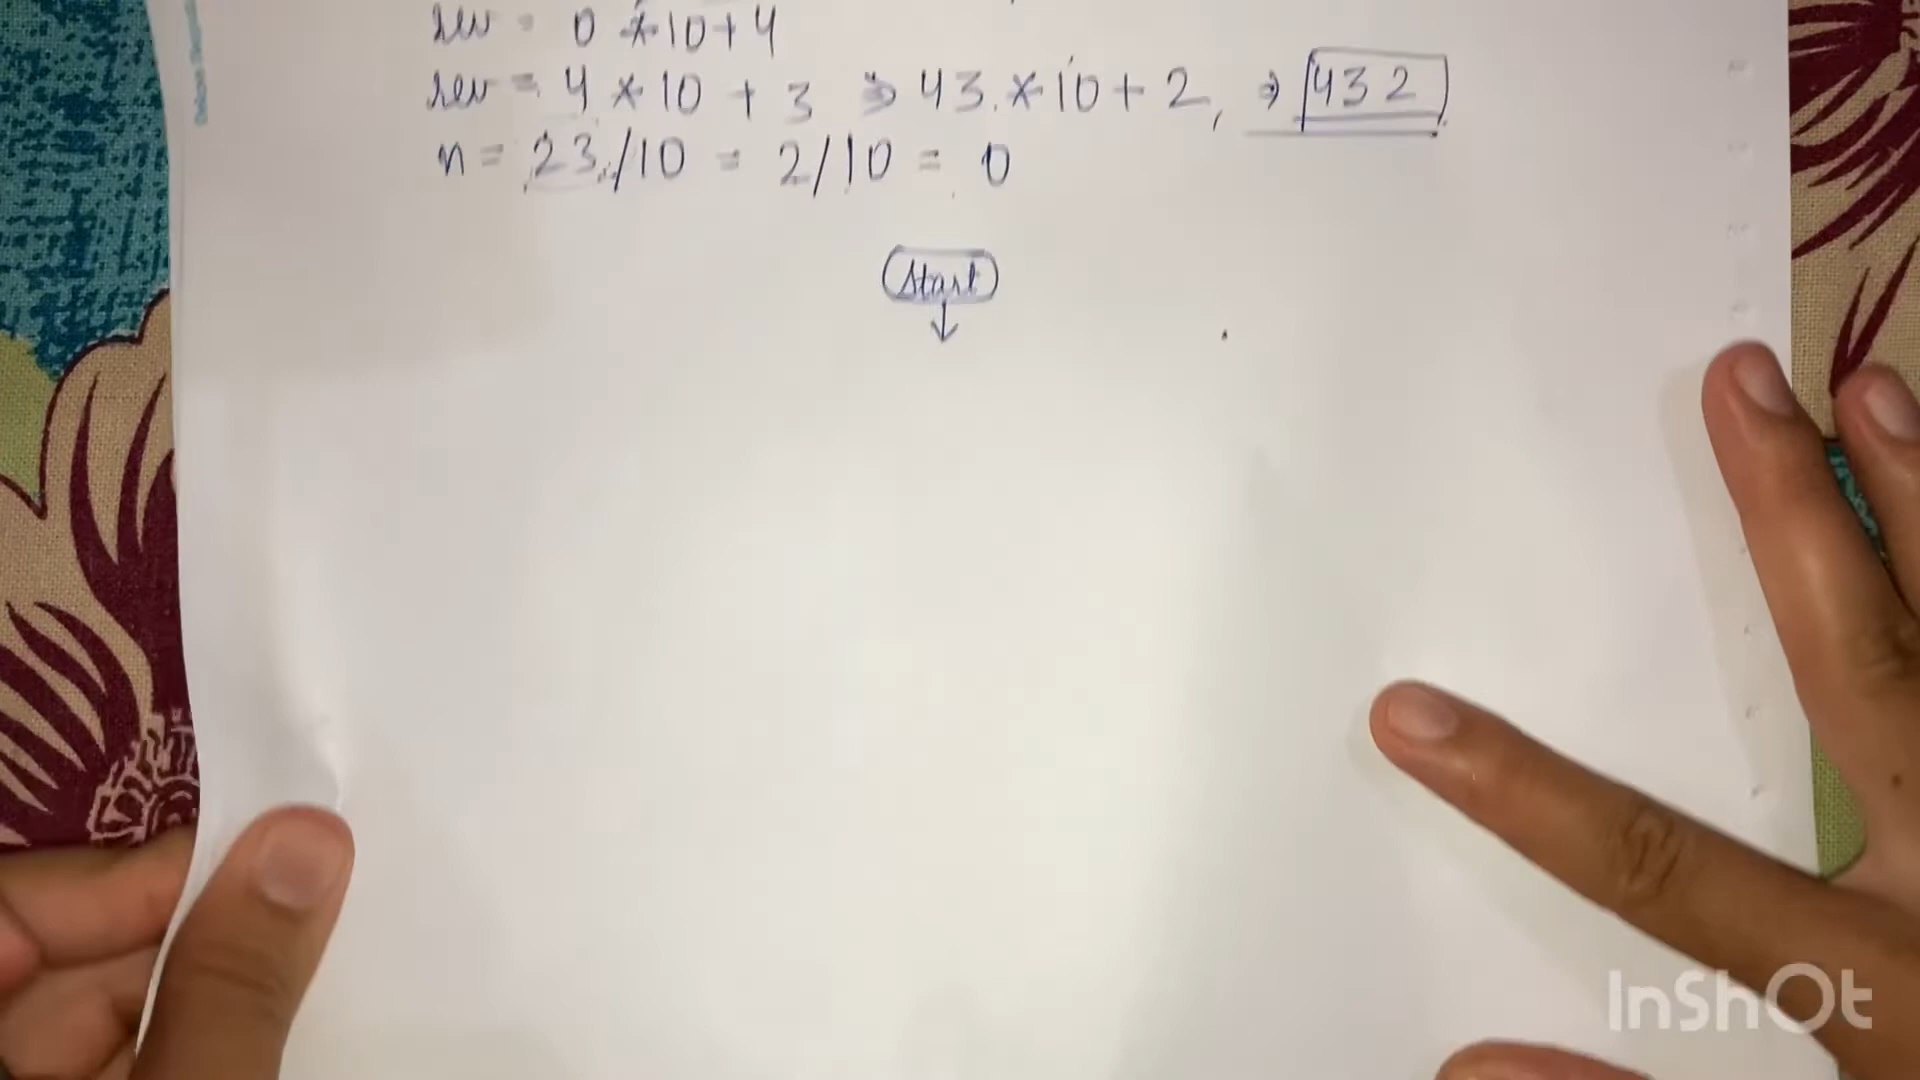 rev = 0 * 10 + 4
rev = 4 * 10 + 3 ⇒ 43 * 10 + 2, ⇒ 432
n = 23/10 = 2/10 = 0
Start
InShOt